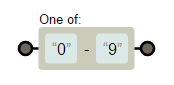 One of:
“0” - “9”